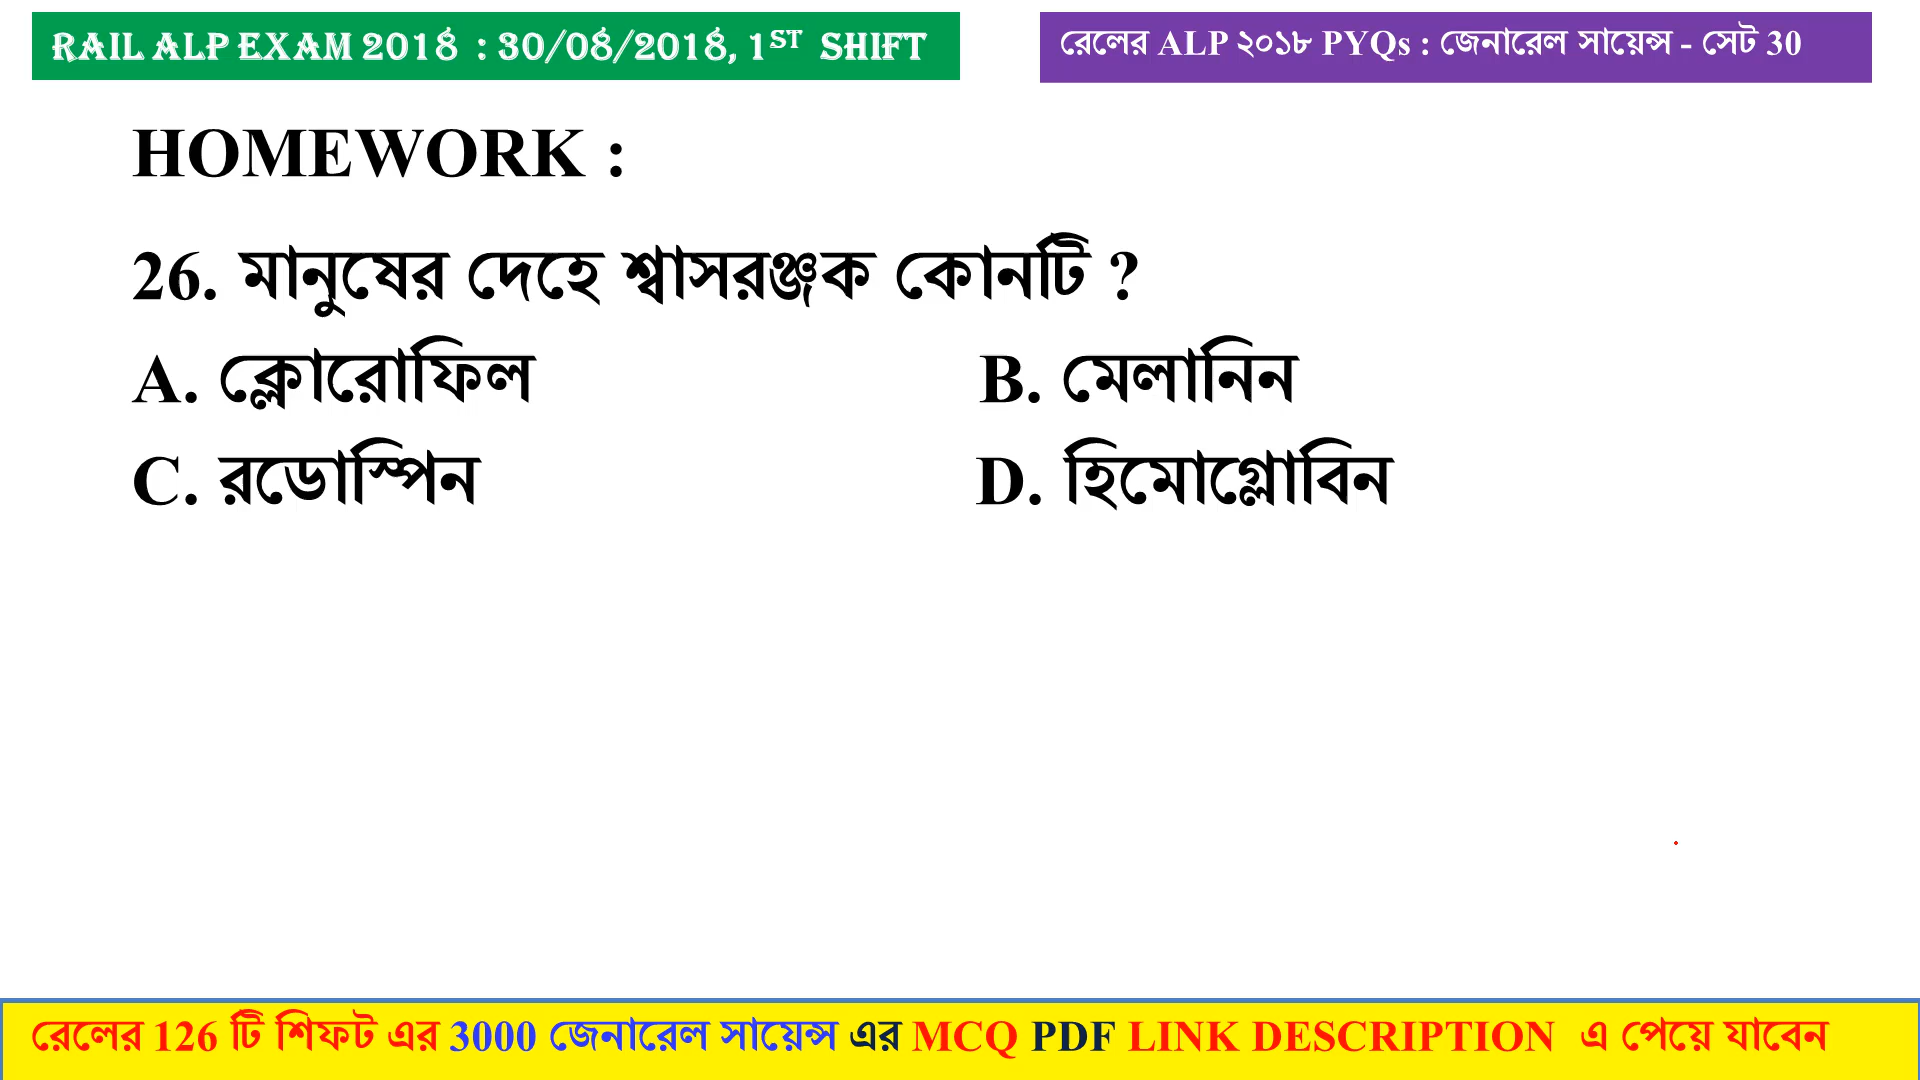 RAIL ALP EXAM 2018 : 30/08/2018, 1ST SHIFT
রেলের ALP ২০১৮ PYQs : জেনারেল সায়েন্স - সেট 30
HOMEWORK :
26. মানুষের দেহে শ্বাসরঞ্জক কোনটি ?
A. ক্লোরোফিল B. মেলানিন
C. রডোস্পিন D. হিমোগ্লোবিন
রেলের 126 টি শিফট এর 3000 জেনারেল সায়েন্স এর MCQ PDF LINK DESCRIPTION এ পেয়ে যাবেন